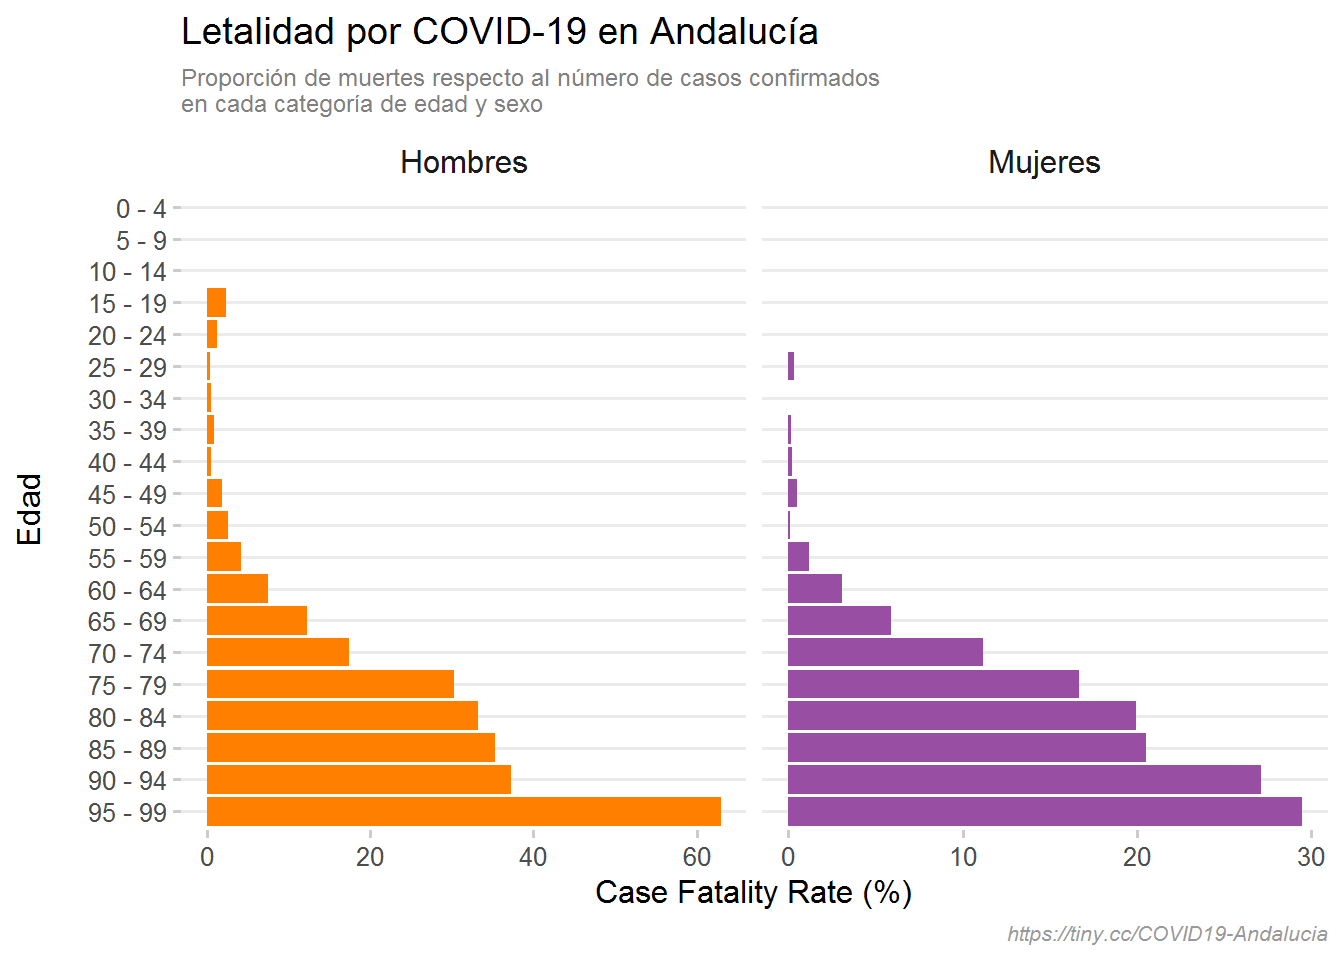 Letalidad por COVID-19 en Andalucía
Proporción de muertes respecto al número de casos confirmados
en cada categoría de edad y sexo
Hombres
Mujeres
Edad
0 - 4
5 - 9
10 - 14
15 - 19
20 - 24
25 - 29
30 - 34
35 - 39
40 - 44
45 - 49
50 - 54
55 - 59
60 - 64
65 - 69
70 - 74
75 - 79
80 - 84
85 - 89
90 - 94
95 - 99
0 20 40 60
0 10 20 30
Case Fatality Rate (%)
https://tiny.cc/COVID19-Andalucia